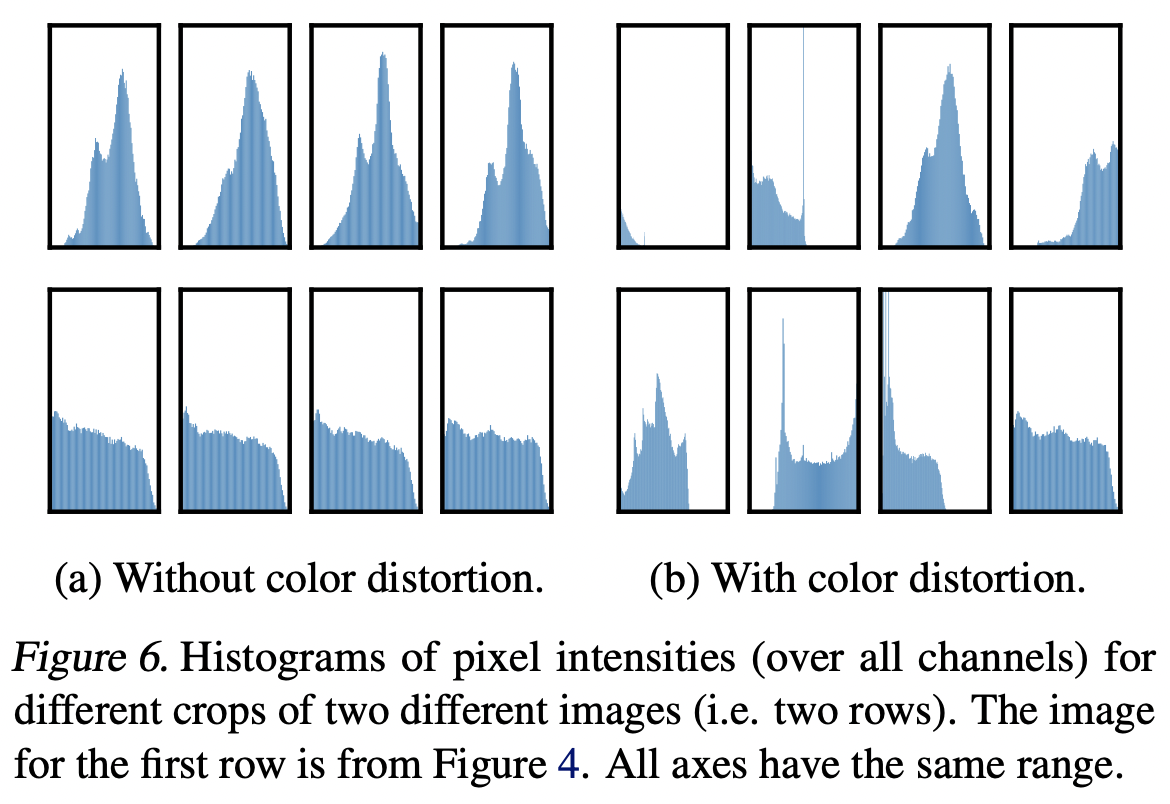 (a) Without color distortion.
(b) With color distortion.
Figure 6. Histograms of pixel intensities (over all channels) for
different crops of two different images (i.e. two rows). The image
for the first row is from Figure 4. All axes have the same range.